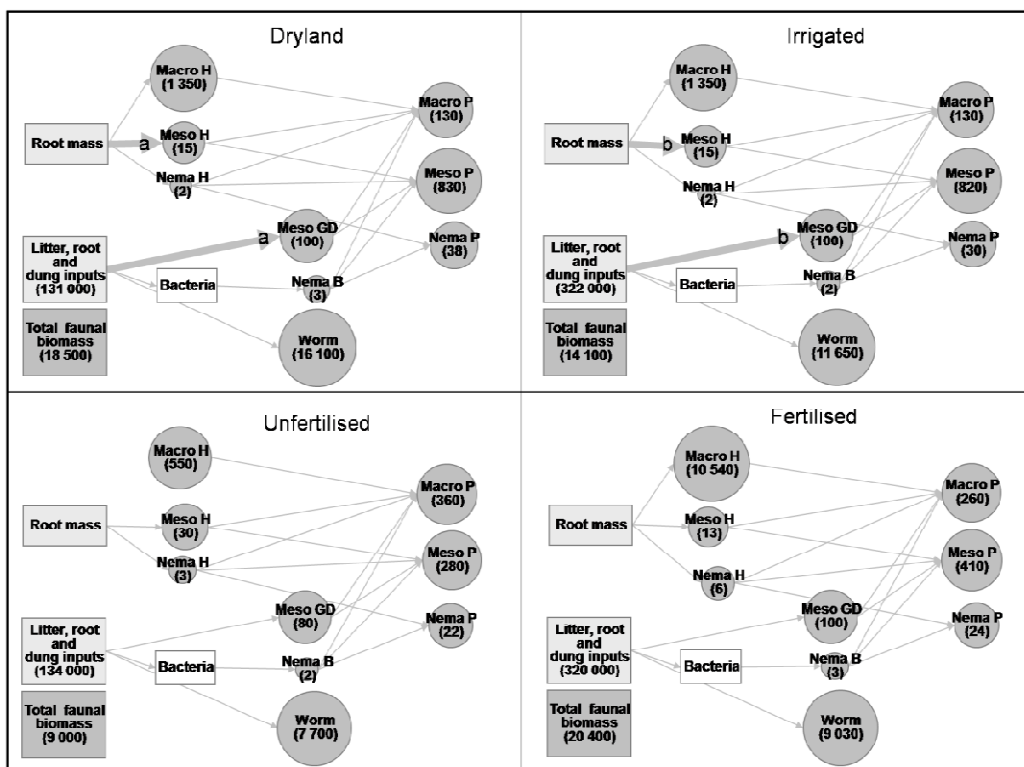 Dryland
Macro H
(1 350)
Root mass
a
Meso H
(15)
Nema H
(2)
Macro P
(130)
Meso P
(830)
Litter, root
and
dung inputs
(131 000)
a
Meso GD
(100)
Nema P
(38)
Bacteria
Nema B
(3)
Total faunal
biomass
(18 500)
Worm
(16 100)
Irrigated
Macro H
(1 350)
Root mass
b
Meso H
(15)
Nema H
(2)
Macro P
(130)
Meso P
(820)
Litter, root
and
dung inputs
(322 000)
b
Meso GD
(100)
Nema P
(30)
Bacteria
Nema B
(2)
Total faunal
biomass
(14 100)
Worm
(11 650)
Unfertilised
Macro H
(550)
Root mass
Meso H
(30)
Nema H
(3)
Macro P
(360)
Meso P
(280)
Litter, root
and
dung inputs
(134 000)
Meso GD
(80)
Nema P
(22)
Bacteria
Nema B
(2)
Total faunal
biomass
(9 000)
Worm
(7 700)
Fertilised
Macro H
(10 540)
Root mass
Meso H
(13)
Nema H
(6)
Macro P
(260)
Meso P
(410)
Litter, root
and
dung inputs
(320 000)
Meso GD
(100)
Nema P
(24)
Bacteria
Nema B
(3)
Total faunal
biomass
(20 400)
Worm
(9 030)